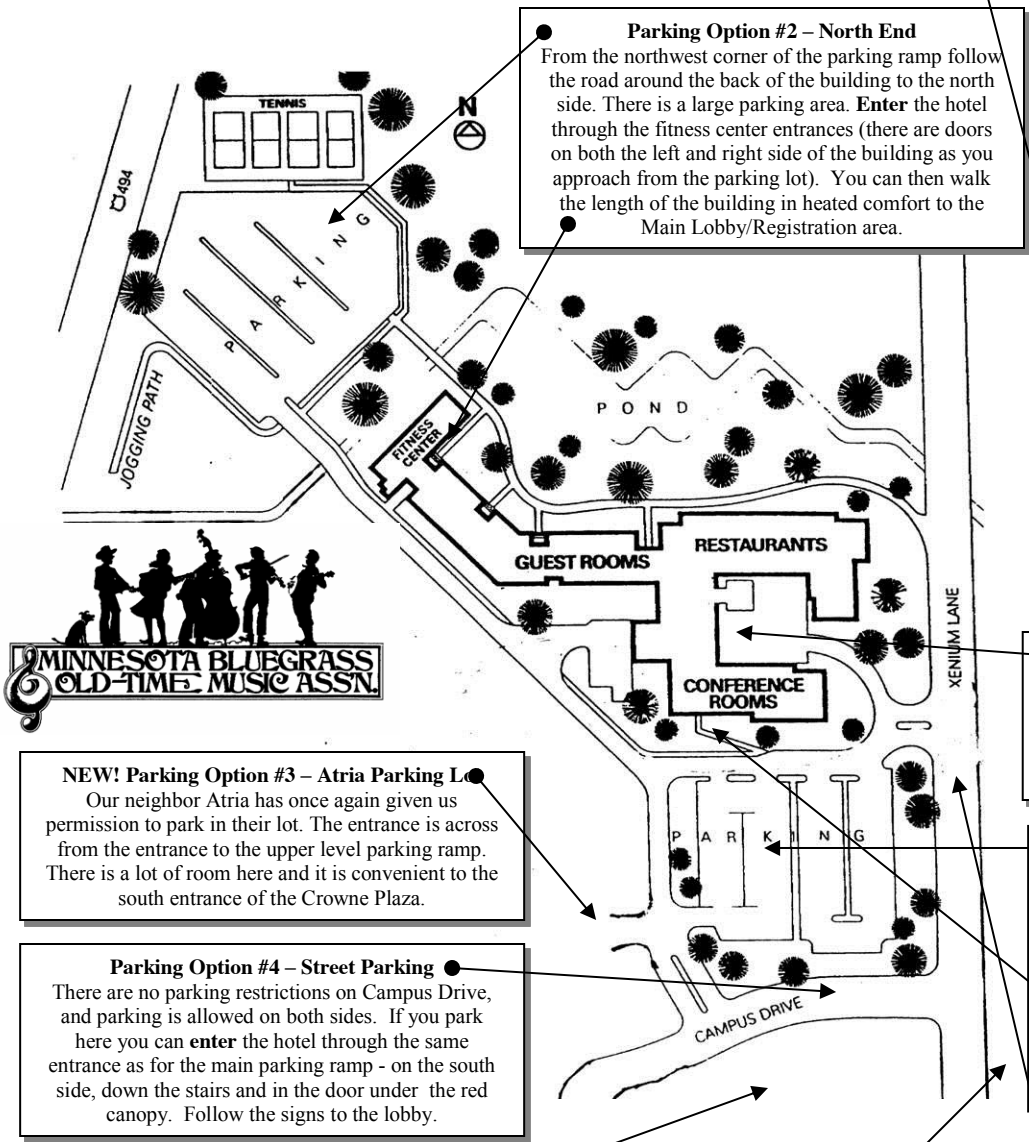 Parking Option #2 – North End
From the northwest corner of the parking ramp follow
the road around the back of the building to the north
side. There is a large parking area. Enter the hotel
through the fitness center entrances (there are doors
on both the left and right side of the building as you
approach from the parking lot). You can then walk
the length of the building in heated comfort to the
Main Lobby/Registration area.
TENNIS
N
494
PARKING
JOGGING PATH
FITNESS
CENTER
POND
GUEST ROOMS
RESTAURANTS
XENIUM LANE
CONFERENCE
ROOMS
MINNESOTA BLUEGRASS
& OLD-TIME MUSIC ASS'N.
NEW! Parking Option #3 – Atria Parking Lo
Our neighbor Atria has once again given us
permission to park in their lot. The entrance is across
from the entrance to the upper level parking ramp.
There is a lot of room here and it is convenient to the
south entrance of the Crowne Plaza.
PARKING
Parking Option #4 – Street Parking
There are no parking restrictions on Campus Drive,
and parking is allowed on both sides. If you park
here you can enter the hotel through the same
entrance as for the main parking ramp - on the south
side, down the stairs and in the door under the red
canopy. Follow the signs to the lobby.
CAMPUS DRIVE